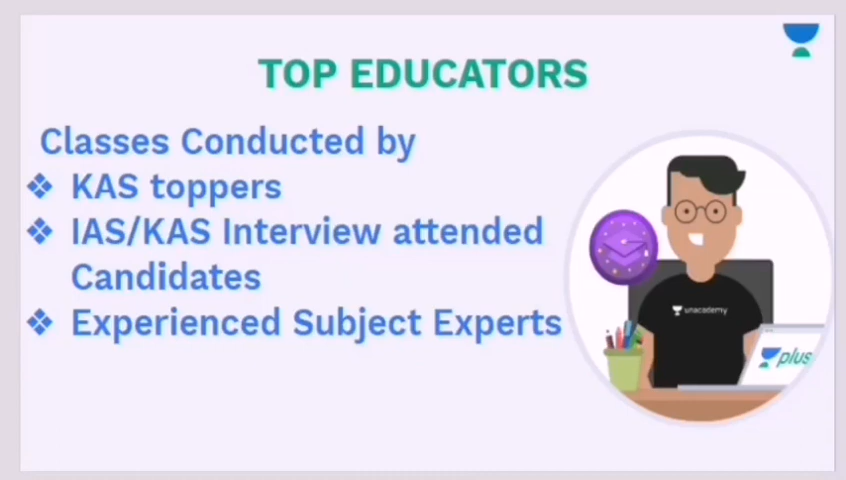 TOP EDUCATORS
Classes Conducted by
❖ KAS toppers
❖ IAS/KAS Interview attended
Candidates
❖ Experienced Subject Experts
unacademy
plus